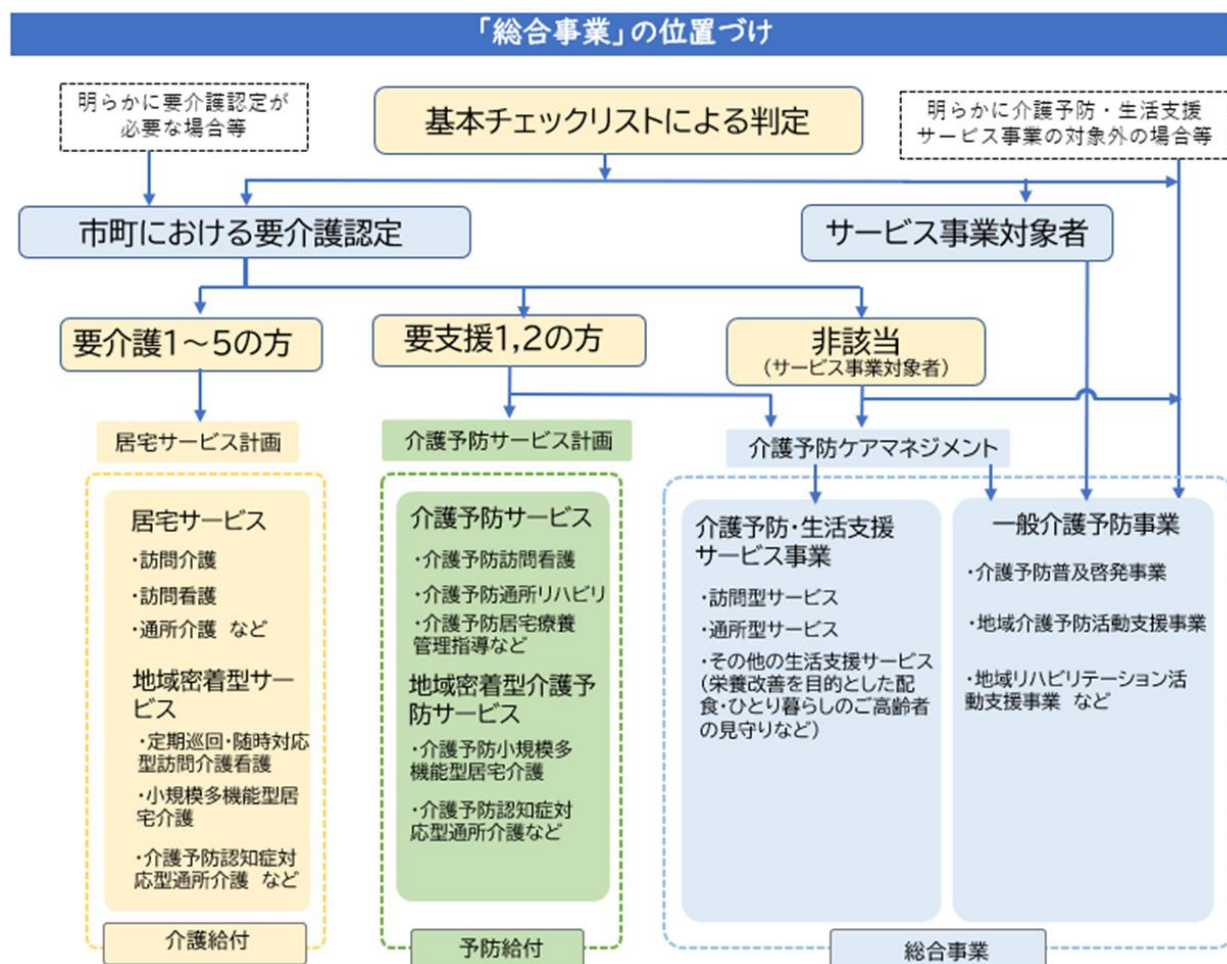 「総合事業」の位置づけ
明らかに要介護認定が
必要な場合等
基本チェックリストによる判定
明らかに介護予防・生活支援
サービス事業の対象外の場合等
市町における要介護認定
サービス事業対象者
要介護1～5の方
要支援1,2の方
非該当
(サービス事業対象者)
居宅サービス計画
介護予防サービス計画
介護予防ケアマネジメント
居宅サービス
・訪問介護
・訪問看護
・通所介護 など
地域密着型サー
ビス
・定期巡回・随時対応
型訪問介護看護
・小規模多機能型居
宅介護
・介護予防認知症対
応型通所介護 など
介護給付
介護予防サービス
・介護予防訪問看護
・介護予防通所リハビリ
・介護予防居宅療養
管理指導など
地域密着型介護予
防サービス
・介護予防小規模多
機能型居宅介護
・介護予防認知症対
応型通所介護など
予防給付
介護予防・生活支援
サービス事業
・訪問型サービス
・通所型サービス
・その他の生活支援サービス
(栄養改善を目的とした配
食・ひとり暮らしのご高齢者
の見守りなど)
一般介護予防事業
・介護予防普及啓発事業
・地域介護予防活動支援事業
・地域リハビリテーション活
動支援事業 など
総合事業